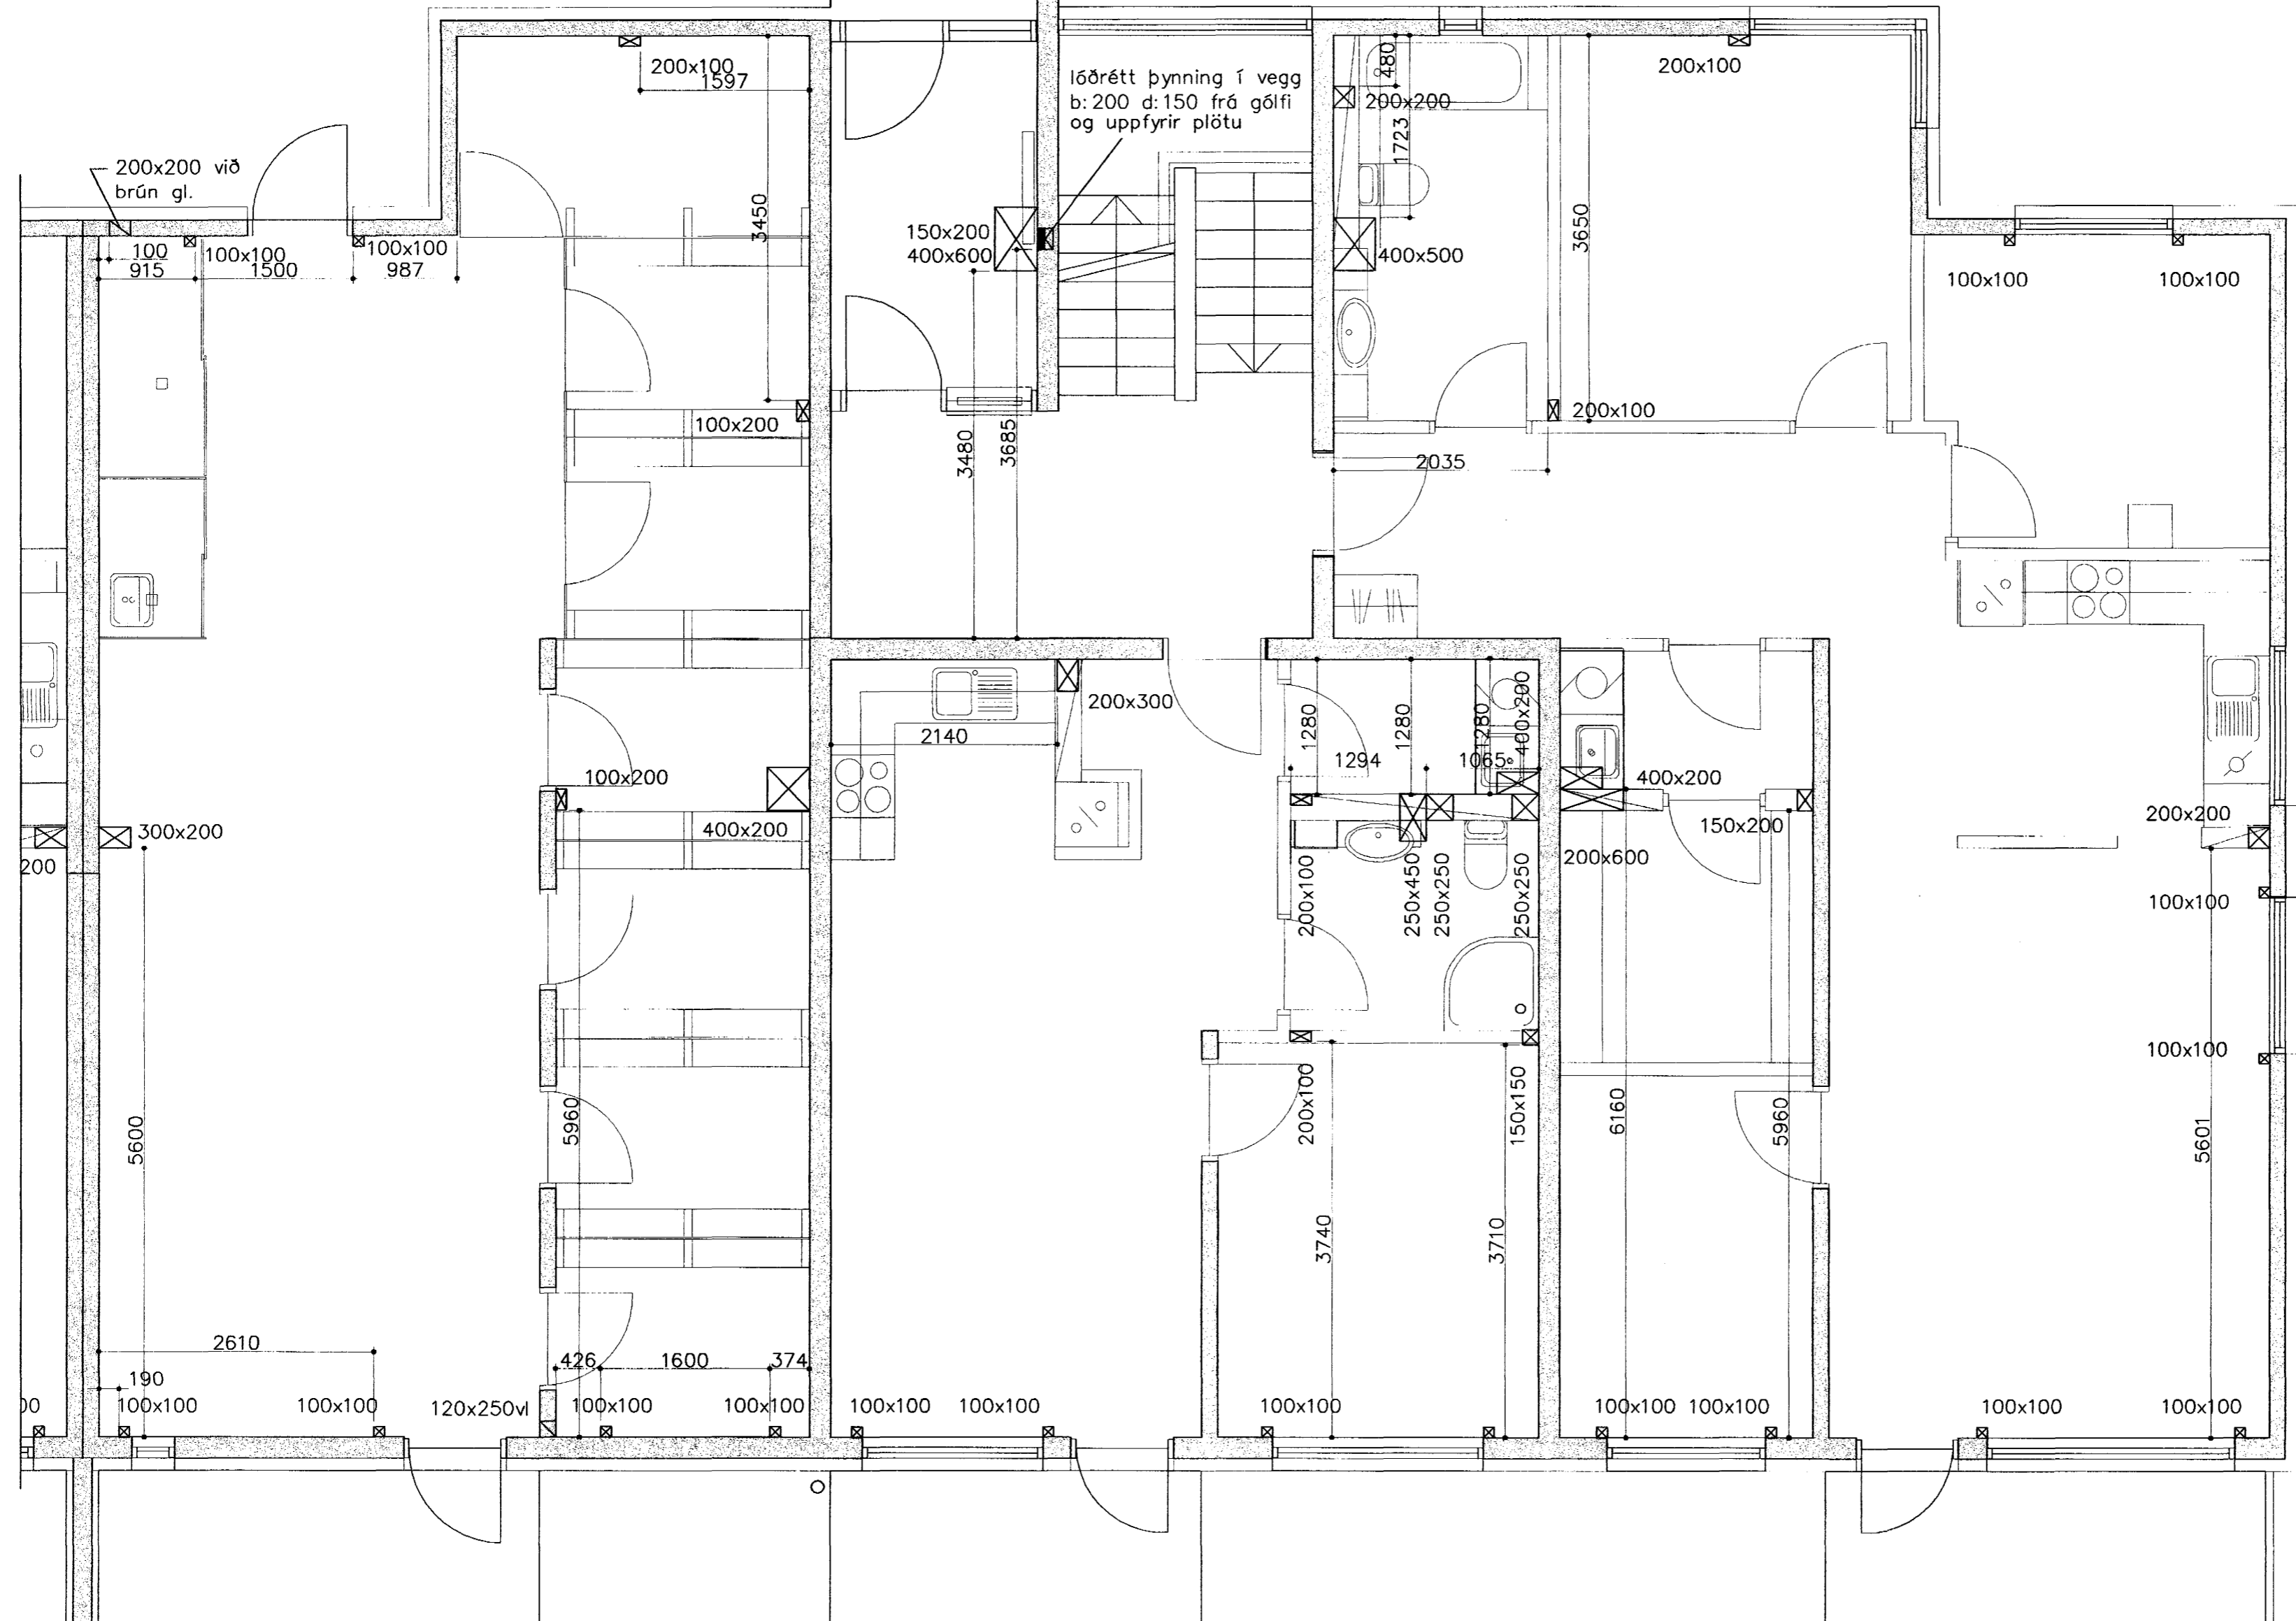 200x100
1597
lóðrétt þynning í vegg
b:200 d:150 frá gólfi
og uppfyrir plötu
480
200x200
1723
200x100
200x200 við
brún gl.
3450
3650
150x200
400x600
400x500
100
915
100x100
1500
100x100
987
100x100
100x100
100x200
3480
3685
200x100
2035
200x300
2140
1280
1280
1280
400x200
1294
1065
100x200
400x200
400x200
150x200
200x200
300x200
200
200x600
200x100
250x450
250x250
250x250
100x100
100x100
5600
5960
200x100
150x150
6160
5960
5601
3740
3710
2610
426
1600
374
190
00
100x100
100x100
120x250vl
100x100
100x100
100x100
100x100
100x100
100x100
100x100
100x100
100x100